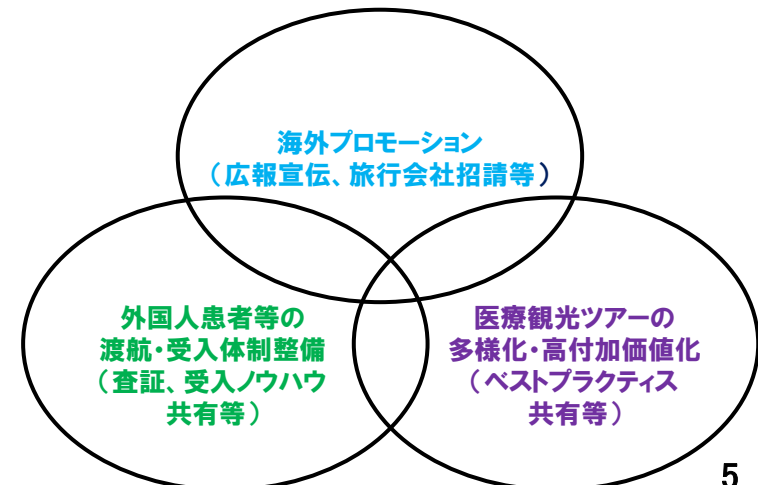 海外プロモーション
（広報宣伝、旅行会社招請等）
外国人患者等の
渡航・受入体制整備
（査証、受入ノウハウ
共有等）
医療観光ツアーの
多様化・高付加価値化
（ベストプラクティス
共有等）
5